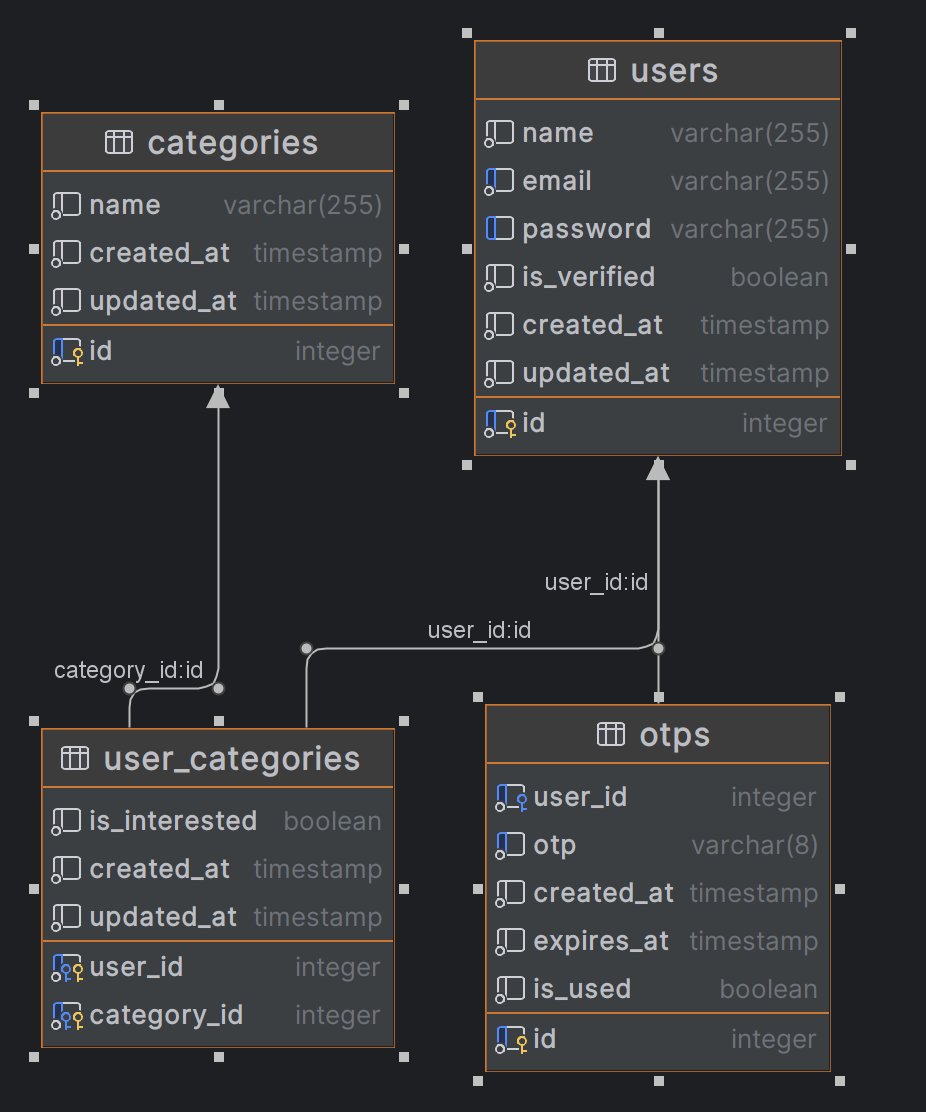 categories
name varchar(255)
created_at timestamp
updated_at timestamp
id integer
users
name varchar(255)
email varchar(255)
password varchar(255)
is_verified boolean
created_at timestamp
updated_at timestamp
id integer
user_id:id
user_id:id
category_id:id
user_categories
is_interested boolean
created_at timestamp
updated_at timestamp
user_id integer
category_id integer
otps
user_id integer
otp varchar(8)
created_at timestamp
expires_at timestamp
is_used boolean
id integer